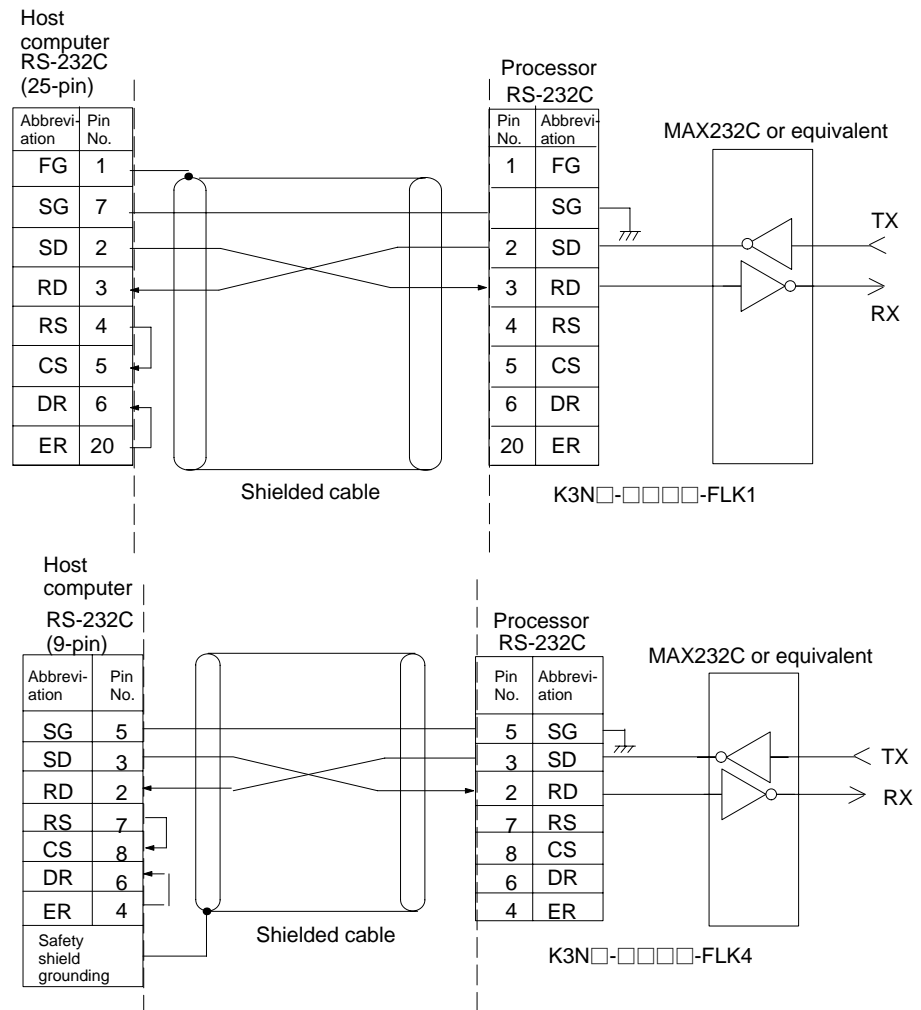 Host
computer
RS-232C
(25-pin)
Processor
RS-232C
Abbrevi- Pin
ation No.
FG 1
SG 7
SD 2
RD 3
RS 4
CS 5
DR 6
ER 20
Pin Abbrevi-
No. ation
1 FG
SG
2 SD
3 RD
4 RS
5 CS
6 DR
20 ER
MAX232C or equivalent
TX
RX
Shielded cable
K3N□-□□□□-FLK1
Host
computer
RS-232C
(9-pin)
Processor
RS-232C
Abbrevi- Pin
ation No.
SG 5
SD 3
RD 2
RS 7
CS 8
DR 6
ER 4
Safety
shield
grounding
Pin Abbrevi-
No. ation
5 SG
3 SD
2 RD
7 RS
8 CS
6 DR
4 ER
MAX232C or equivalent
TX
RX
Shielded cable
K3N□-□□□□-FLK4